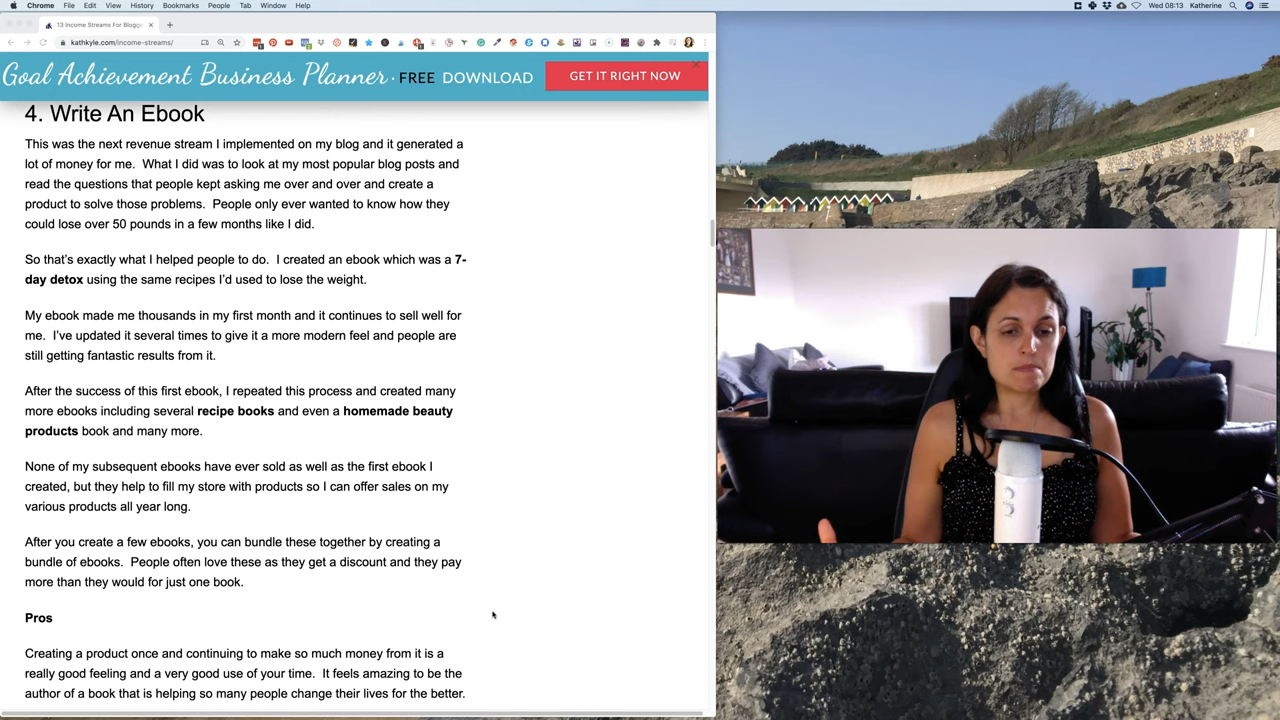 Chrome File Edit View History Bookmarks People Tab Window Help Wed 08:13 Katherine
13 Income Streams For Blogge
kathkyle.com/income-streams/
Goal Achievement Business Planner · FREE DOWNLOAD GET IT RIGHT NOW
4. Write An Ebook
This was the next revenue stream I implemented on my blog and it generated a
lot of money for me. What I did was to look at my most popular blog posts and
read the questions that people kept asking me over and over and create a
product to solve those problems. People only ever wanted to know how they
could lose over 50 pounds in a few months like I did.
So that’s exactly what I helped people to do. I created an ebook which was a 7-
day detox using the same recipes I’d used to lose the weight.
My ebook made me thousands in my first month and it continues to sell well for
me. I’ve updated it several times to give it a more modern feel and people are
still getting fantastic results from it.
After the success of this first ebook, I repeated this process and created many
more ebooks including several recipe books and even a homemade beauty
products book and many more.
None of my subsequent ebooks have ever sold as well as the first ebook I
created, but they help to fill my store with products so I can offer sales on my
various products all year long.
After you create a few ebooks, you can bundle these together by creating a
bundle of ebooks. People often love these as they get a discount and they pay
more than they would for just one book.
Pros
Creating a product once and continuing to make so much money from it is a
really good feeling and a very good use of your time. It feels amazing to be the
author of a book that is helping so many people change their lives for the better.